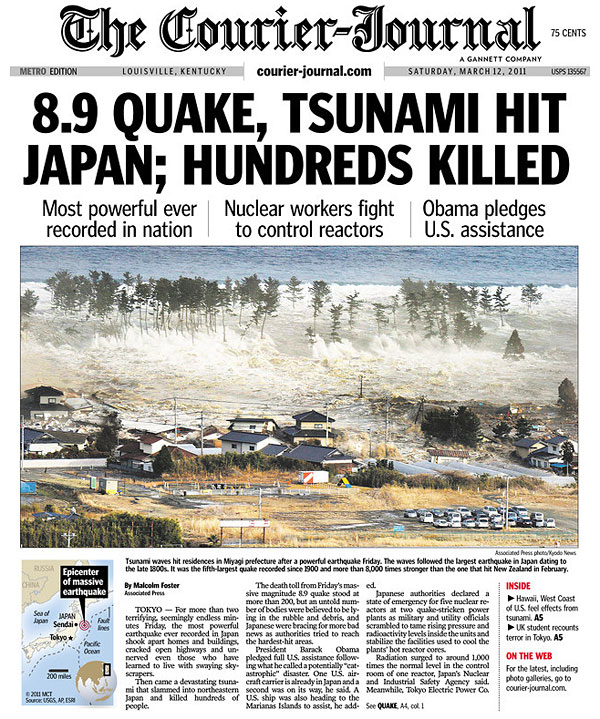 The Courier-Journal
75 CENTS
A GANNETT COMPANY
METRO EDITION
LOUISVILLE, KENTUCKY
courier-journal.com
SATURDAY, MARCH 12, 2011
USPS 135567
8.9 QUAKE, TSUNAMI HIT
JAPAN; HUNDREDS KILLED
Most powerful ever
recorded in nation
Nuclear workers fight
to control reactors
Obama pledges
U.S. assistance
Associated Press photo/Kyodo News
Tsunami waves hit residences in Miyagi prefecture after a powerful earthquake Friday. The waves followed the largest earthquake in Japan dating to
the late 1800s. It was the fifth-largest quake recorded since 1900 and more than 8,000 times stronger than the one that hit New Zealand in February.
RUSSIA
CHINA
Epicenter
of massive
earthquake
Sea of
Japan
JAPAN
Sendai
Tokyo
Fault
lines
Pacific
Ocean
200 miles
© 2011 MCT
Source: USGS, AP, ESRI
By Malcolm Foster
Associated Press
TOKYO — For more than two
terrifying, seemingly endless min-
utes Friday, the most powerful
earthquake ever recorded in Japan
shook apart homes and buildings,
cracked open highways and un-
nerved even those who have
learned to live with swaying sky-
scrapers.
Then came a devastating tsuna-
mi that slammed into northeastern
Japan and killed hundreds of
people.
The death toll from Friday's mas-
sive magnitude 8.9 quake stood at
more than 200, but an untold num-
ber of bodies were believed to be ly-
ing in the rubble and debris, and
Japanese were bracing for more bad
news as authorities tried to reach
the hardest-hit areas.
President Barack Obama
pledged full U.S. assistance follow-
ing what he called a potentially "cat-
astrophic" disaster. One U.S. air-
craft carrier is already in Japan and a
second was on its way, he said. A
U.S. ship was also heading to the
Marianas Islands to assist, he add-
ed.
Japanese authorities declared a
state of emergency for five nuclear re-
actors at two quake-stricken power
plants as military and utility officials
scrambled to tame rising pressure and
radioactivity levels inside the units and
stabilize the facilities used to cool the
plants' hot reactor cores.
Radiation surged to around 1,000
times the normal level in the control
room of one reactor, Japan's Nuclear
and Industrial Safety Agency said.
Meanwhile, Tokyo Electric Power Co.
See QUAKE, A4, col. 1
INSIDE
► Hawaii, West Coast
of U.S. feel effects from
tsunami. A5
► UK student recounts
terror in Tokyo. A5
ON THE WEB
For the latest, including
photo galleries, go to
courier-journal.com.